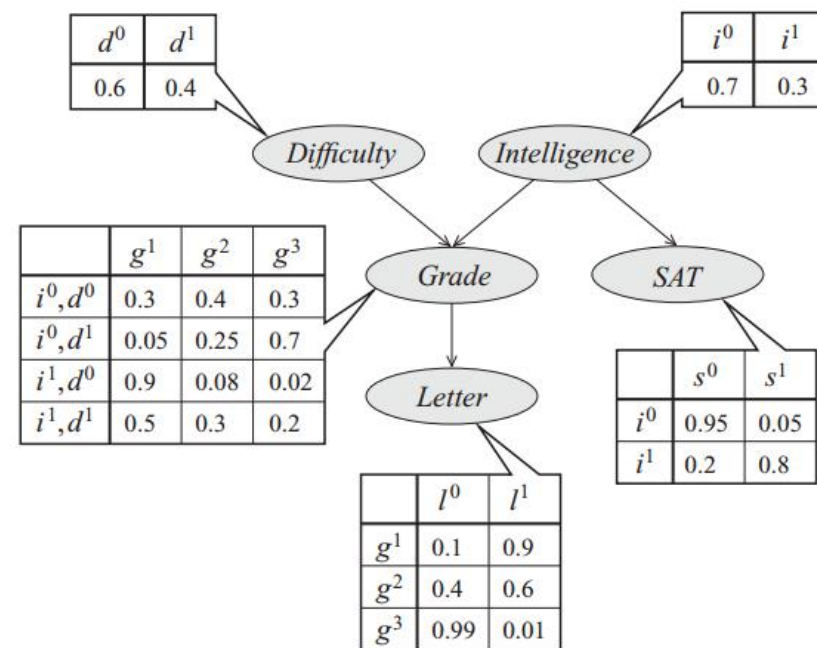 d⁰ d¹
0.6 0.4
i⁰ i¹
0.7 0.3
Difficulty
Intelligence
g¹ g² g³
i⁰,d⁰ 0.3 0.4 0.3
i⁰,d¹ 0.05 0.25 0.7
i¹,d⁰ 0.9 0.08 0.02
i¹,d¹ 0.5 0.3 0.2
Grade
SAT
Letter
s⁰ s¹
i⁰ 0.95 0.05
i¹ 0.2 0.8
l⁰ l¹
g¹ 0.1 0.9
g² 0.4 0.6
g³ 0.99 0.01